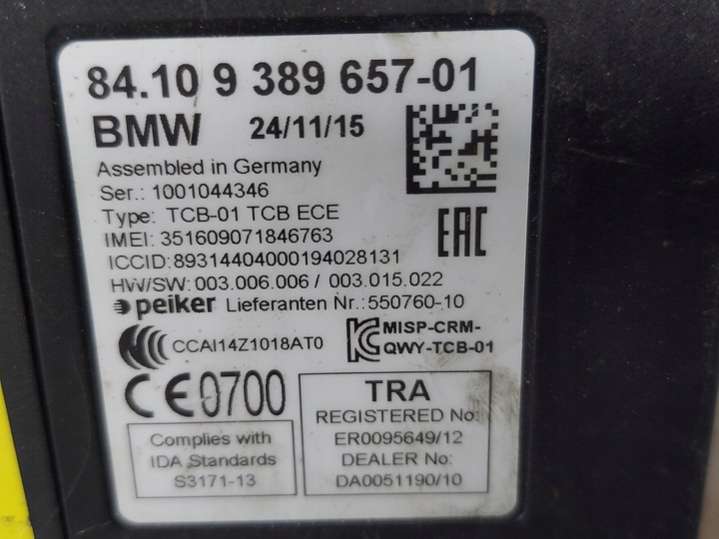 84.10 9 389 657-01
BMW 24/11/15
Assembled in Germany
Ser.: 1001044346
Type: TCB-01 TCB ECE
IMEI: 351609071846763
EAC
ICCID:89314404000194028131
HW/SW: 003.006.006 / 003.015.022
peiker Lieferanten Nr.:550760-10
CCAI14Z1018AT0
MISP-CRM-
QWY-TCB-01
CE0700
Complies with
IDA Standards
S3171-13
TRA
REGISTERED No:
ER0095649/12
DEALER No:
DA0051190/10